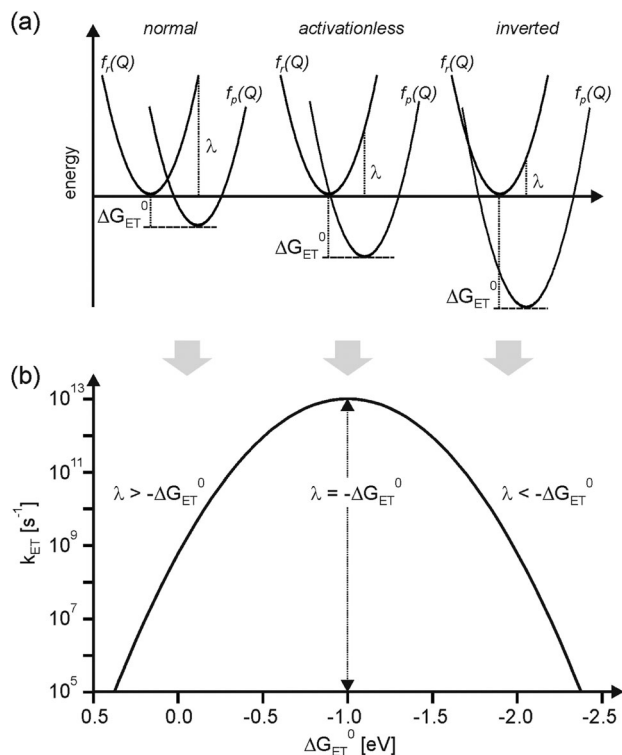 (a)
normal activationless inverted
f_r(Q) f_r(Q) f_r(Q)
f_p(Q) f_p(Q) f_p(Q)
energy
λ λ λ
ΔG_ET^0 ΔG_ET^0 ΔG_ET^0
(b)
10^13
10^11
10^9
10^7
10^5
k_ET [s^-1]
λ > -ΔG_ET^0 λ = -ΔG_ET^0 λ < -ΔG_ET^0
0.5 0.0 -0.5 -1.0 -1.5 -2.0 -2.5
ΔG_ET^0 [eV]